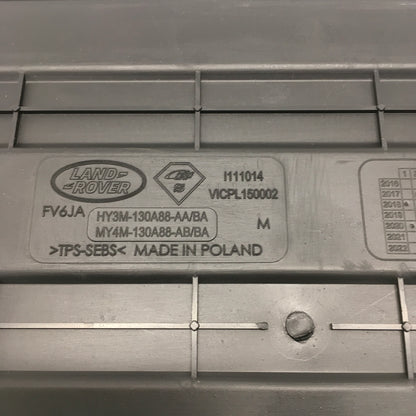 LAND
ROVER
I111014
VICPL150002
FV6JA
HY3M-130A88-AA/BA
MY4M-130A88-AB/BA
M
>TPS-SEBS< MADE IN POLAND
1
2016
2017
2018
2019
2020
2021
2022